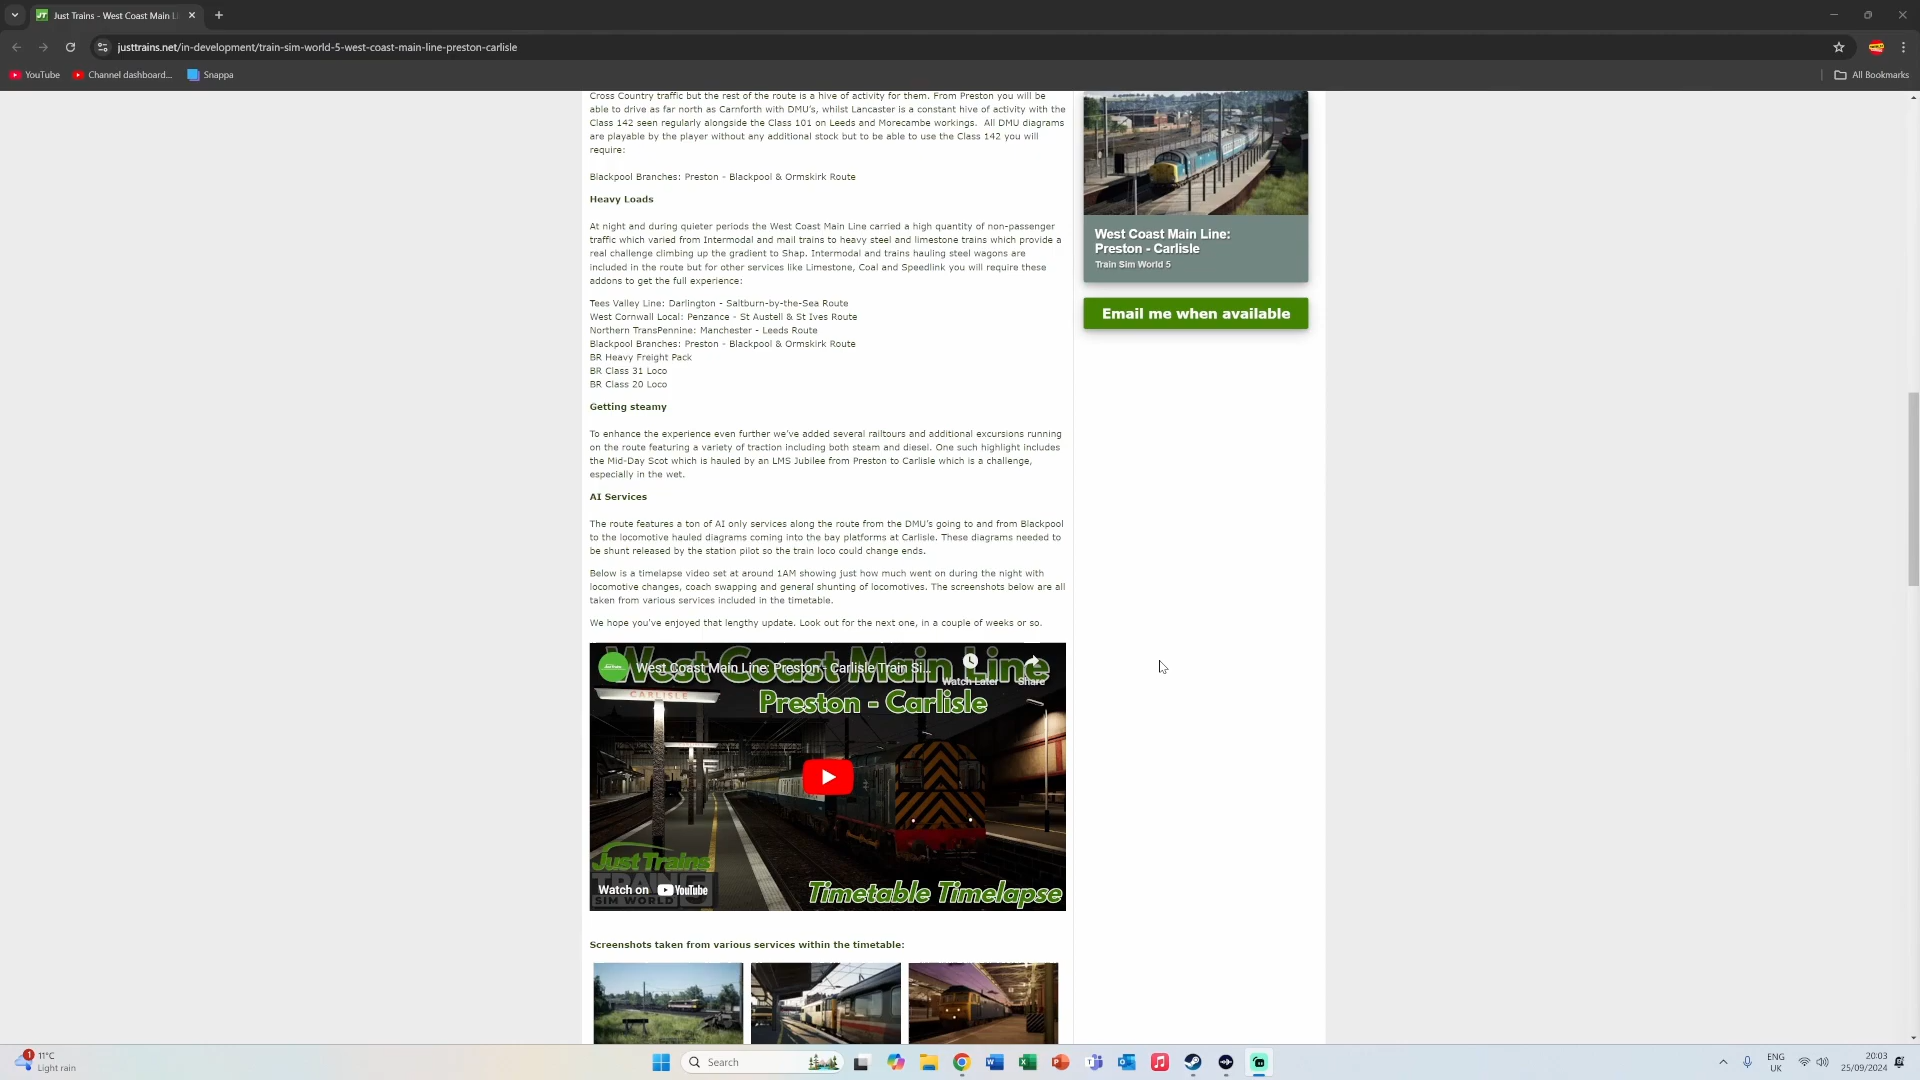 Just Trains - West Coast Main Li
justtrains.net/in-development/train-sim-world-5-west-coast-main-line-preston-carlisle
YouTube
Channel dashboard...
Snappa
All Bookmarks
Cross Country traffic but the rest of the route is a hive of activity for them. From Preston you will be
able to drive as far north as Carnforth with DMU's, whilst Lancaster is a constant hive of activity with the
Class 142 seen regularly alongside the Class 101 on Leeds and Morecambe workings.  All DMU diagrams
are playable by the player without any additional stock but to be able to use the Class 142 you will
require:
Blackpool Branches: Preston - Blackpool & Ormskirk Route
Heavy Loads
At night and during quieter periods the West Coast Main Line carried a high quantity of non-passenger
traffic which varied from Intermodal and mail trains to heavy steel and limestone trains which provide a
real challenge climbing up the gradient to Shap. Intermodal and trains hauling steel wagons are
included in the route but for other services like Limestone, Coal and Speedlink you will require these
addons to get the full experience:
Tees Valley Line: Darlington - Saltburn-by-the-Sea Route
West Cornwall Local: Penzance - St Austell & St Ives Route
Northern TransPennine: Manchester - Leeds Route
Blackpool Branches: Preston - Blackpool & Ormskirk Route
BR Heavy Freight Pack
BR Class 31 Loco
BR Class 20 Loco
Getting steamy
To enhance the experience even further we've added several railtours and additional excursions running
on the route featuring a variety of traction including both steam and diesel. One such highlight includes
the Mid-Day Scot which is hauled by an LMS Jubilee from Preston to Carlisle which is a challenge,
especially in the wet.
AI Services
The route features a ton of AI only services along the route from the DMU's going to and from Blackpool
to the locomotive hauled diagrams coming into the bay platforms at Carlisle. These diagrams needed to
be shunt released by the station pilot so the train loco could change ends.
Below is a timelapse video set at around 1AM showing just how much went on during the night with
locomotive changes, coach swapping and general shunting of locomotives. The screenshots below are all
taken from various services included in the timetable.
We hope you've enjoyed that lengthy update. Look out for the next one, in a couple of weeks or so.
West Coast Main Line
West Coast Main Line: Preston - Carlisle Train Si...
Watch Later
Share
CARLISLE
Preston - Carlisle
Just Trains
Watch on YouTube
TRAIN
SIM WORLD 5
Timetable Timelapse
Screenshots taken from various services within the timetable:
West Coast Main Line:
Preston - Carlisle
Train Sim World 5
Email me when available
1
11°C
Light rain
Search
ENG
UK
20:03
25/09/2024